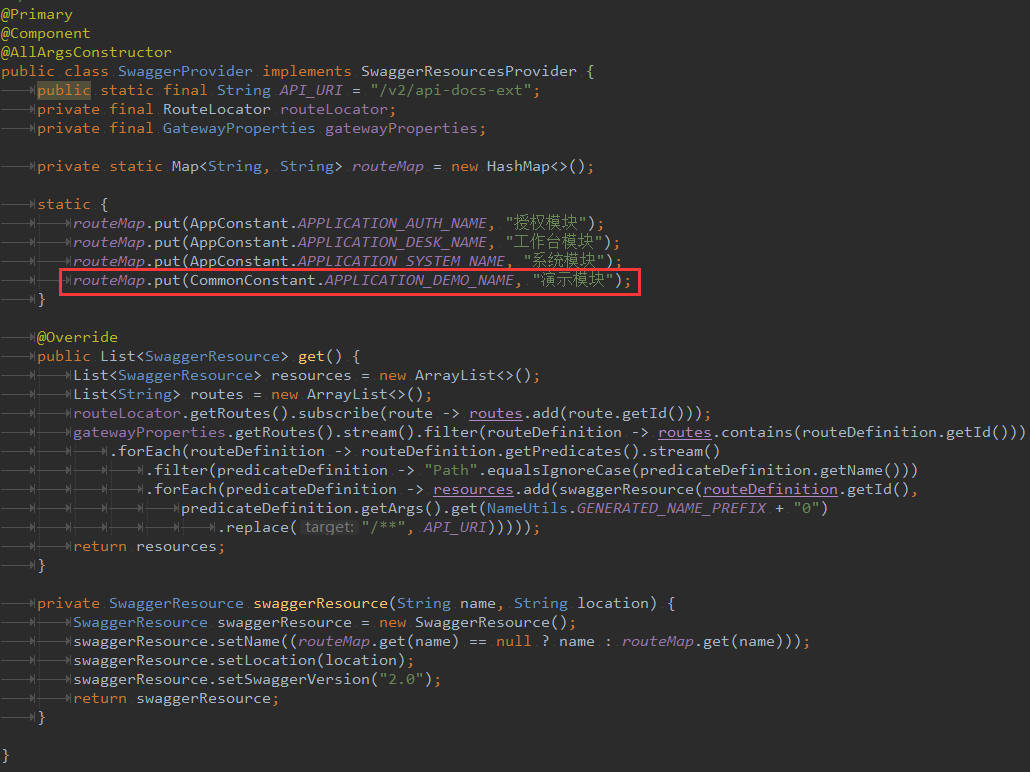 @Primary
@Component
@AllArgsConstructor
public class SwaggerProvider implements SwaggerResourcesProvider {
public static final String API_URI = "/v2/api-docs-ext";
private final RouteLocator routeLocator;
private final GatewayProperties gatewayProperties;
private static Map<String, String> routeMap = new HashMap<>();
static {
routeMap.put(AppConstant.APPLICATION_AUTH_NAME, "授权模块");
routeMap.put(AppConstant.APPLICATION_DESK_NAME, "工作台模块");
routeMap.put(AppConstant.APPLICATION_SYSTEM_NAME, "系统模块");
routeMap.put(CommonConstant.APPLICATION_DEMO_NAME, "演示模块");
}
@Override
public List<SwaggerResource> get() {
List<SwaggerResource> resources = new ArrayList<>();
List<String> routes = new ArrayList<>();
routeLocator.getRoutes().subscribe(route -> routes.add(route.getId()));
gatewayProperties.getRoutes().stream().filter(routeDefinition -> routes.contains(routeDefinition.getId()))
.forEach(routeDefinition -> routeDefinition.getPredicates().stream()
.filter(predicateDefinition -> "Path".equalsIgnoreCase(predicateDefinition.getName()))
.forEach(predicateDefinition -> resources.add(swaggerResource(routeDefinition.getId(),
predicateDefinition.getArgs().get(NameUtils.GENERATED_NAME_PREFIX + "0")
.replace( target: "/**", API_URI)))));
return resources;
}
private SwaggerResource swaggerResource(String name, String location) {
SwaggerResource swaggerResource = new SwaggerResource();
swaggerResource.setName((routeMap.get(name) == null ? name : routeMap.get(name)));
swaggerResource.setLocation(location);
swaggerResource.setSwaggerVersion("2.0");
return swaggerResource;
}
}